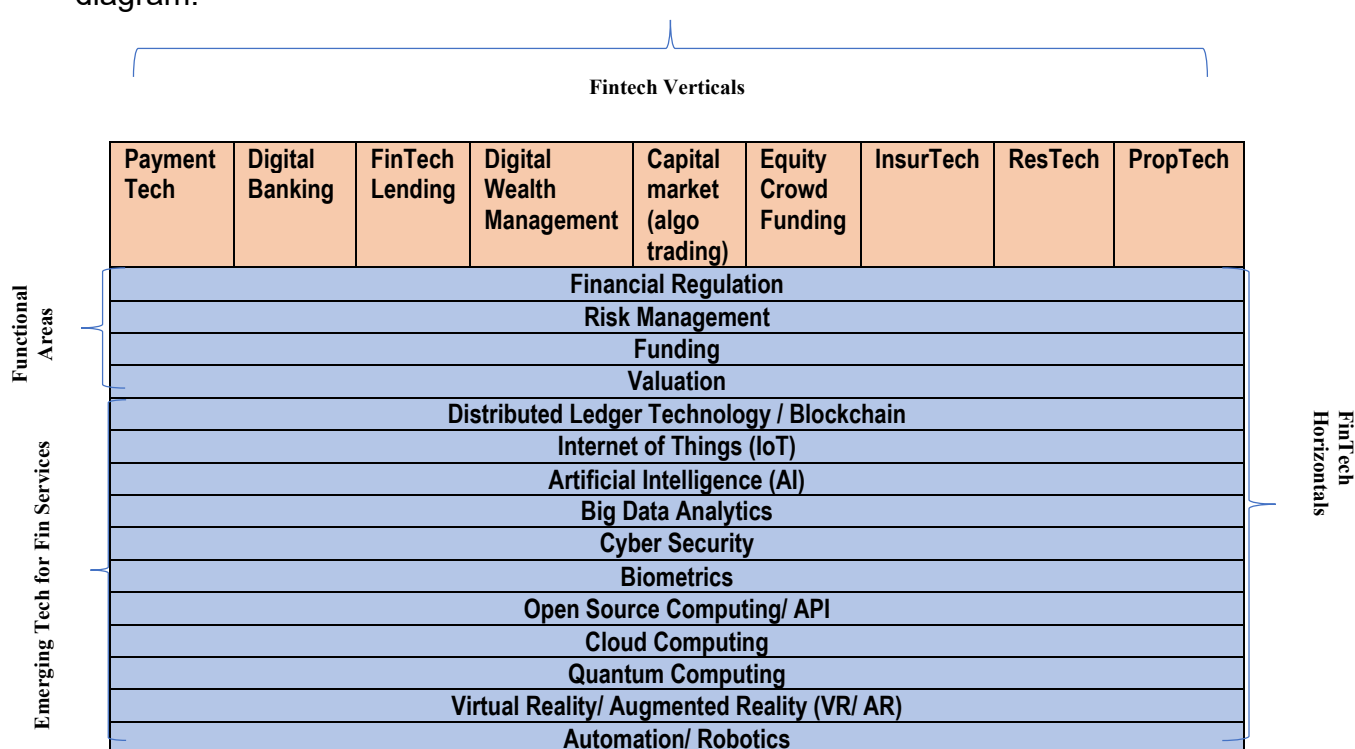 diagram.
Fintech Verticals
Payment Tech
Digital Banking
FinTech Lending
Digital Wealth Management
Capital market (algo trading)
Equity Crowd Funding
InsurTech
ResTech
PropTech
Functional Areas
Financial Regulation
Risk Management
Funding
Valuation
Emerging Tech for Fin Services
Distributed Ledger Technology / Blockchain
Internet of Things (IoT)
Artificial Intelligence (AI)
Big Data Analytics
Cyber Security
Biometrics
Open Source Computing/ API
Cloud Computing
Quantum Computing
Virtual Reality/ Augmented Reality (VR/ AR)
Automation/ Robotics
FinTech Horizontals